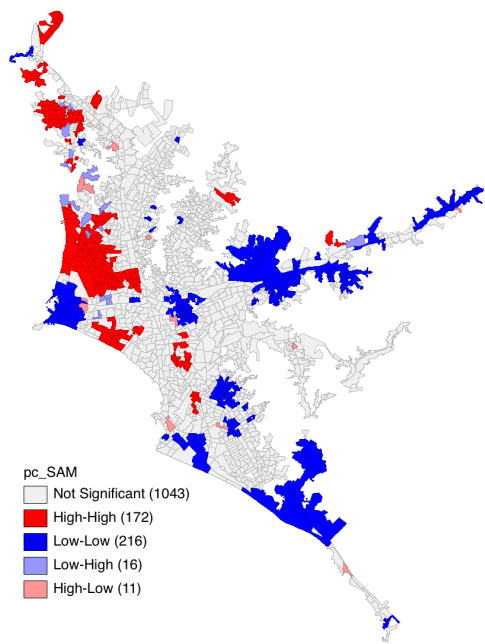 pc_SAM
Not Significant (1043)
High-High (172)
Low-Low (216)
Low-High (16)
High-Low (11)